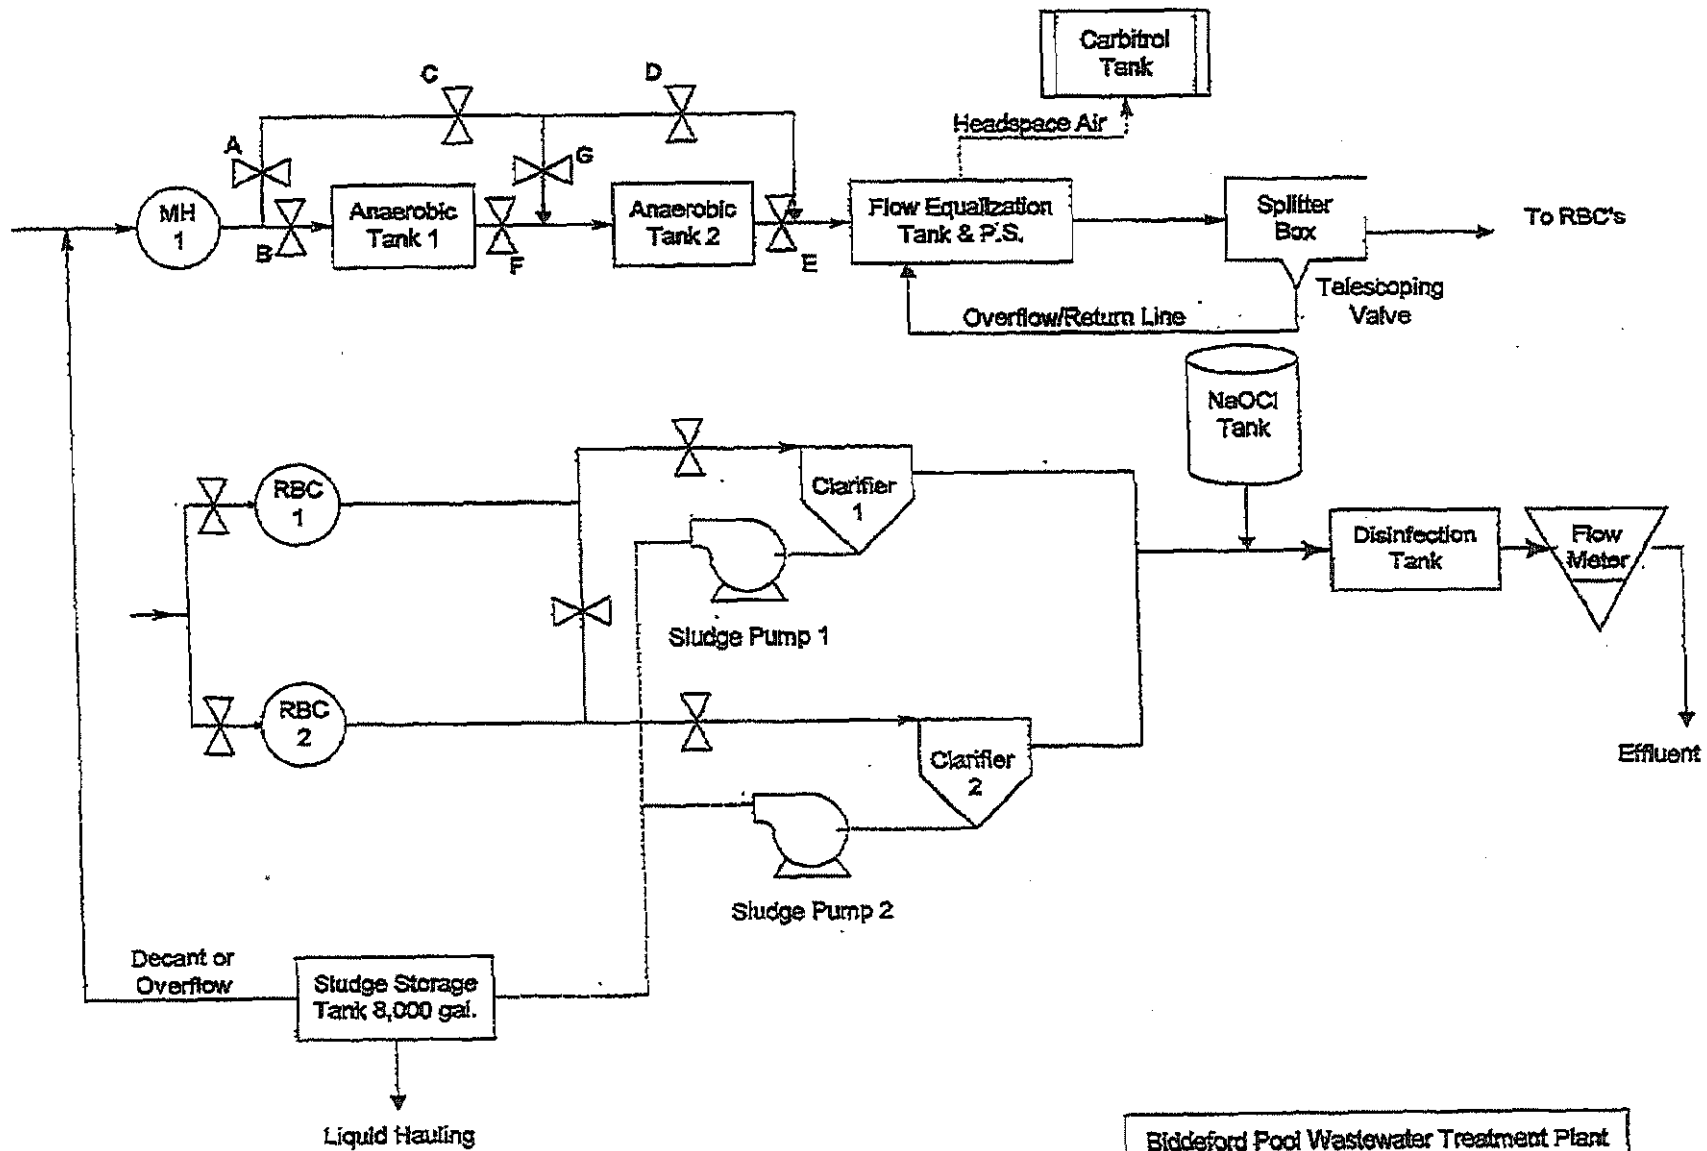 Carbitrol
Tank
C
D
Headspace Air
A
G
MH
1
Anaerobic
Tank 1
Anaerobic
Tank 2
Flow Equalization
Tank & P.S.
Splitter
Box
To RBC's
B
F
E
Telescoping
Valve
Overflow/Return Line
NaOCl
Tank
RBC
1
Clarifier
1
Disinfection
Tank
Flow
Meter
Sludge Pump 1
RBC
2
Clarifier
2
Effluent
Sludge Pump 2
Decant or
Overflow
Sludge Storage
Tank 8,000 gal.
Liquid Hauling
Biddeford Pool Wastewater Treatment Plant